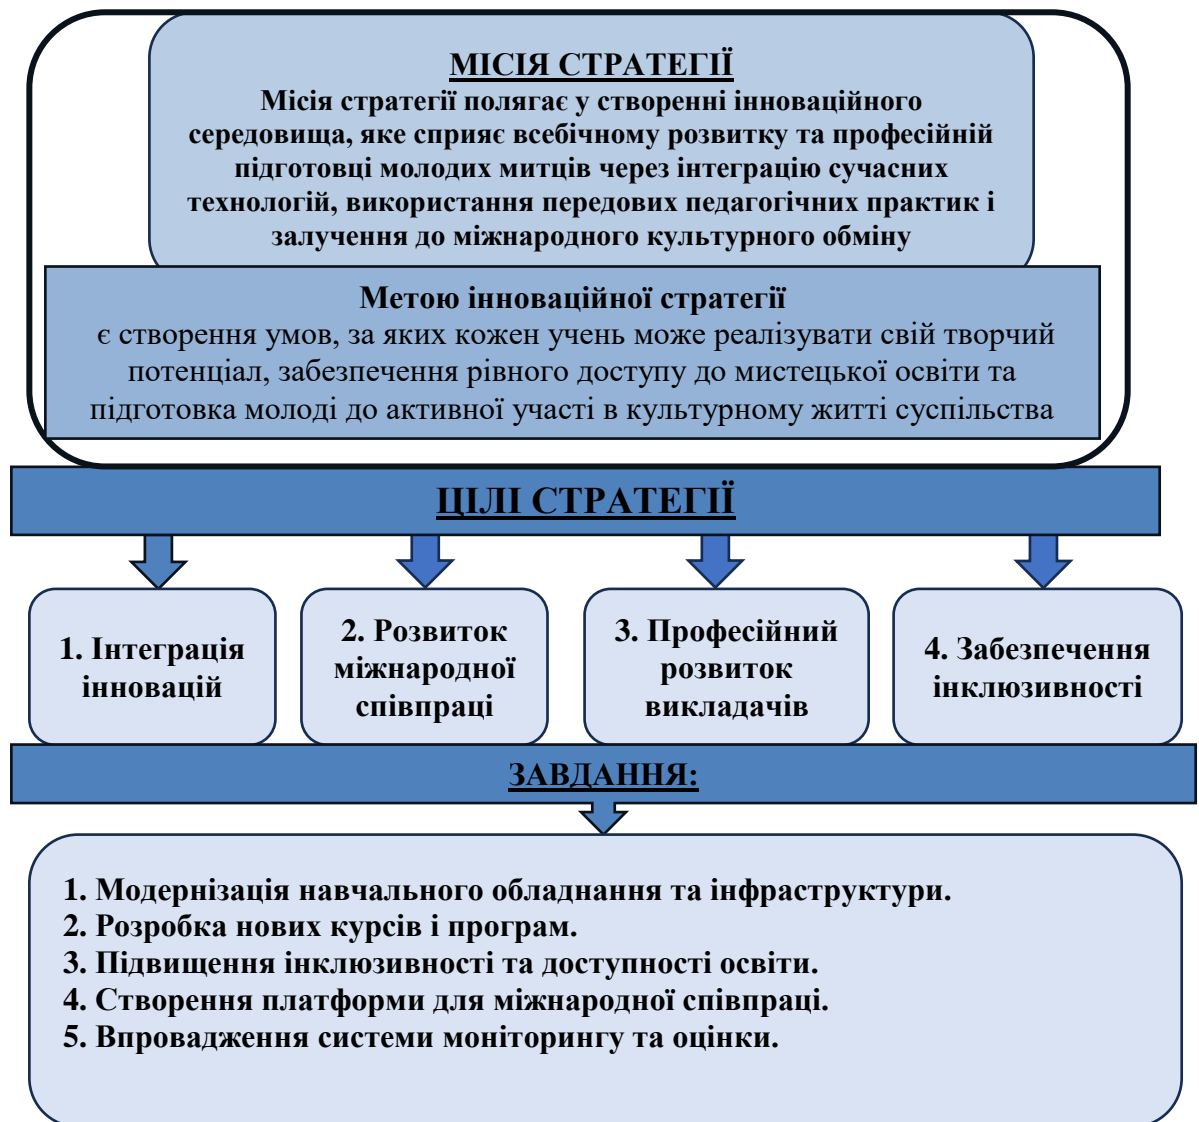 МІСІЯ СТРАТЕГІЇ
Місія стратегії полягає у створенні інноваційного
середовища, яке сприяє всебічному розвитку та професійній
підготовці молодих митців через інтеграцію сучасних
технологій, використання передових педагогічних практик і
залучення до міжнародного культурного обміну
Метою інноваційної стратегії
є створення умов, за яких кожен учень може реалізувати свій творчий
потенціал, забезпечення рівного доступу до мистецької освіти та
підготовка молоді до активної участі в культурному житті суспільства
ЦІЛІ СТРАТЕГІЇ
1. Інтеграція
інновацій
2. Розвиток
міжнародної
співпраці
3. Професійний
розвиток
викладачів
4. Забезпечення
інклюзивності
ЗАВДАННЯ:
1. Модернізація навчального обладнання та інфраструктури.
2. Розробка нових курсів і програм.
3. Підвищення інклюзивності та доступності освіти.
4. Створення платформи для міжнародної співпраці.
5. Впровадження системи моніторингу та оцінки.